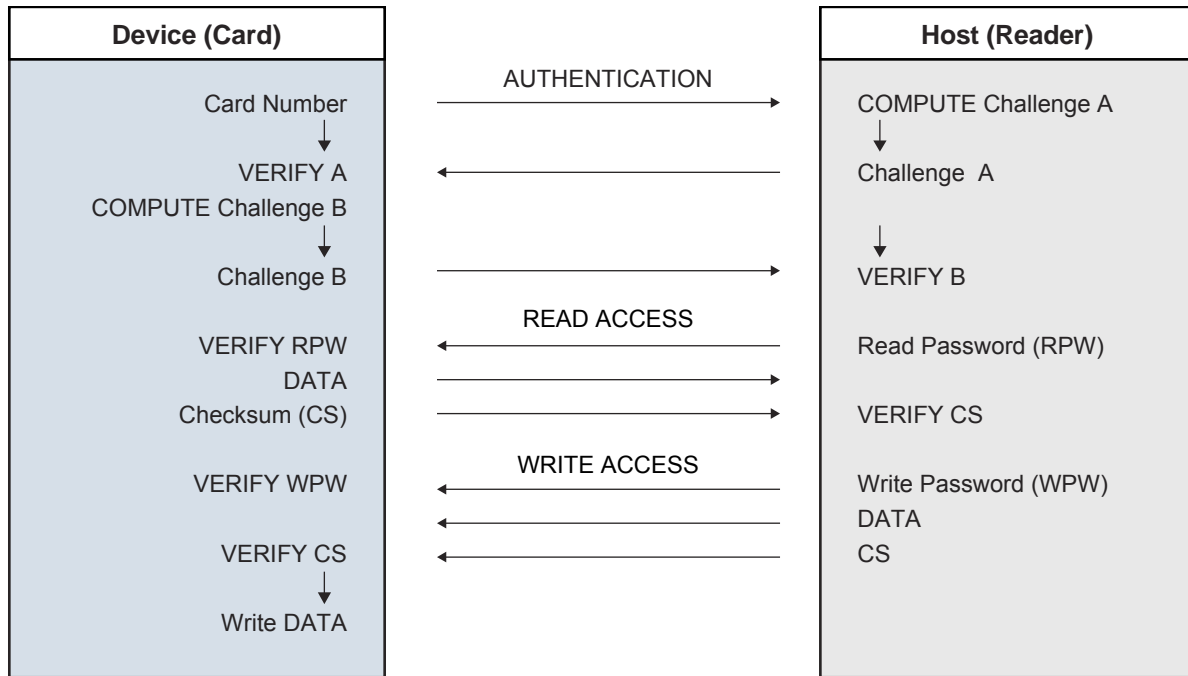 Device (Card)
Host (Reader)
AUTHENTICATION
Card Number
COMPUTE Challenge A
VERIFY A
Challenge A
COMPUTE Challenge B
Challenge B
VERIFY B
READ ACCESS
VERIFY RPW
Read Password (RPW)
DATA
Checksum (CS)
VERIFY CS
WRITE ACCESS
VERIFY WPW
Write Password (WPW)
DATA
VERIFY CS
CS
Write DATA